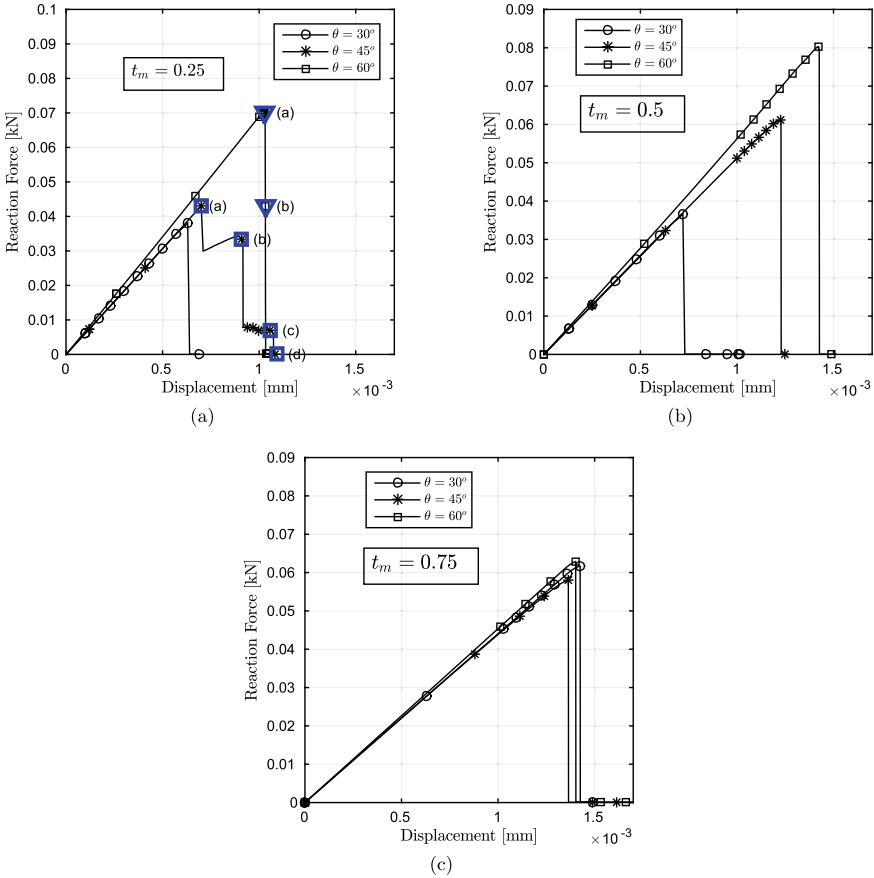 0.1
0.09
0.08
0.07
0.06
0.05
0.04
0.03
0.02
0.01
0
Reaction Force [kN]
θ = 30°
θ = 45°
θ = 60°
t_m = 0.25
(a)
(b)
(a)
(b)
(c)
(d)
0 0.5 1 1.5
Displacement [mm]
×10^-3
(a)
0.09
0.08
0.07
0.06
0.05
0.04
0.03
0.02
0.01
0
Reaction Force [kN]
θ = 30°
θ = 45°
θ = 60°
t_m = 0.5
0 0.5 1 1.5
Displacement [mm]
×10^-3
(b)
0.09
0.08
0.07
0.06
0.05
0.04
0.03
0.02
0.01
0
Reaction Force [kN]
θ = 30°
θ = 45°
θ = 60°
t_m = 0.75
0 0.5 1 1.5
Displacement [mm]
×10^-3
(c)